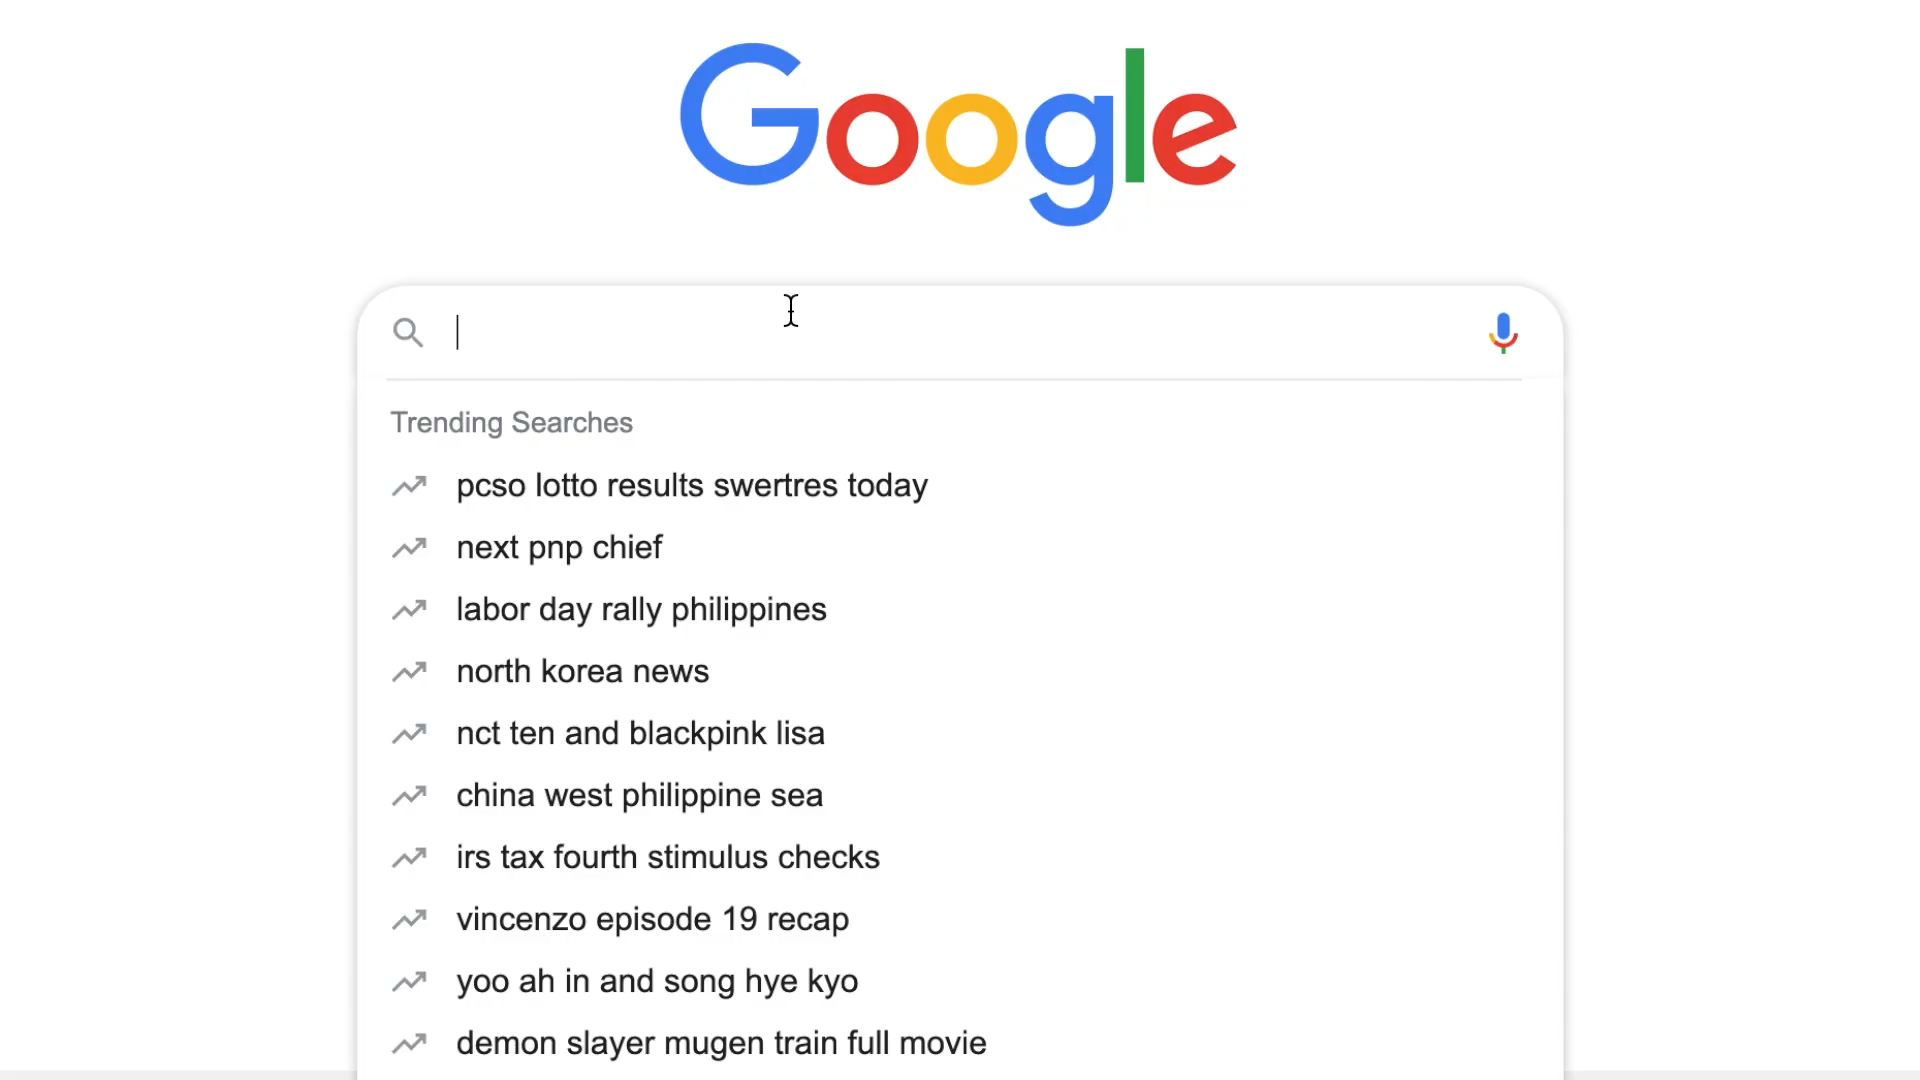 Google
Trending Searches
pcso lotto results swertres today
next pnp chief
labor day rally philippines
north korea news
nct ten and blackpink lisa
china west philippine sea
irs tax fourth stimulus checks
vincenzo episode 19 recap
yoo ah in and song hye kyo
demon slayer mugen train full movie